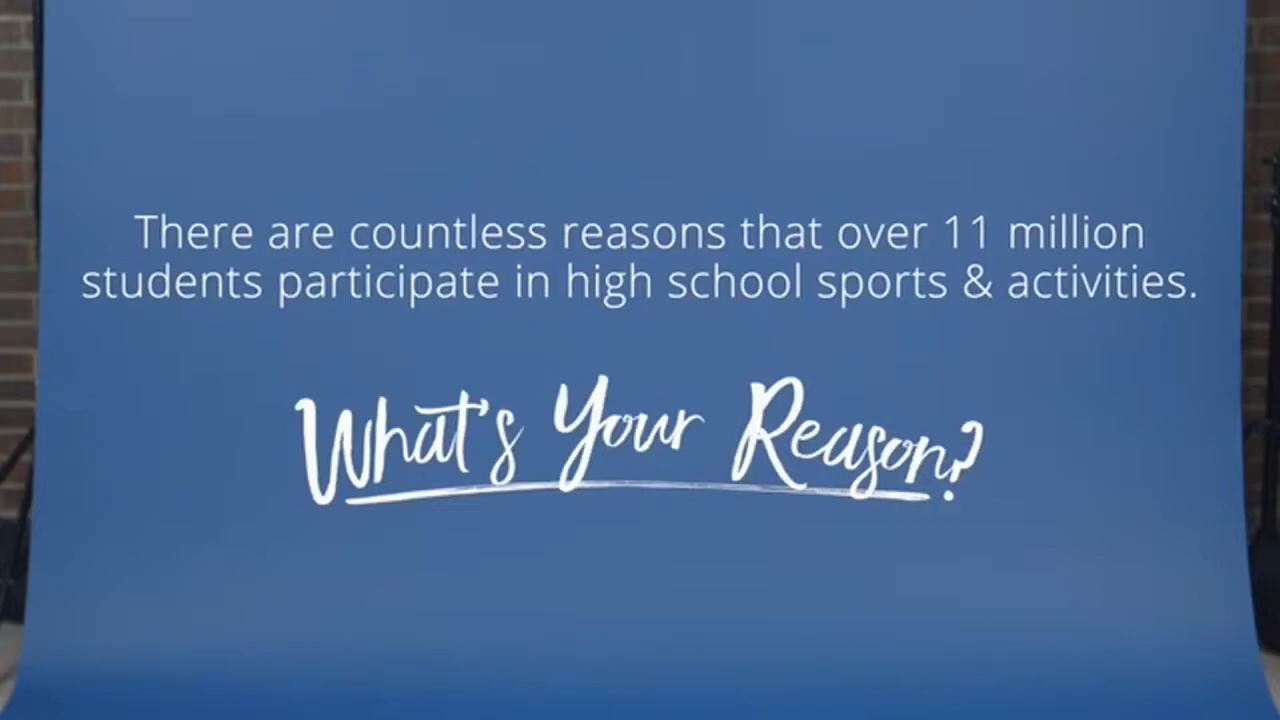 There are countless reasons that over 11 million
students participate in high school sports & activities.
What's Your Reason?